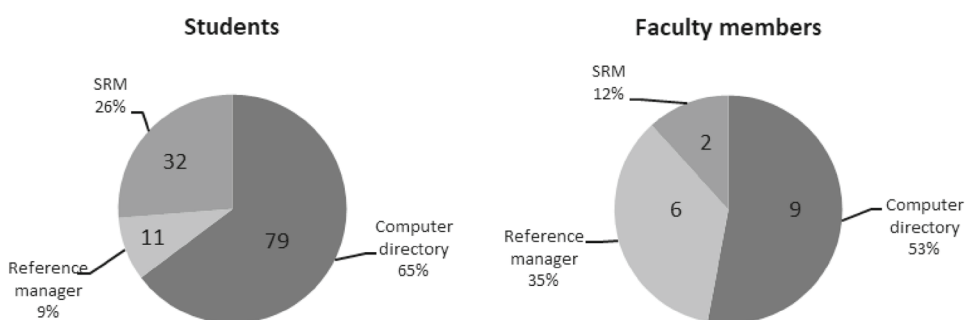 Students
SRM
26%
32
11
79
Computer
directory
65%
Reference
manager
9%
Faculty members
SRM
12%
2
6
9
Computer
directory
53%
Reference
manager
35%